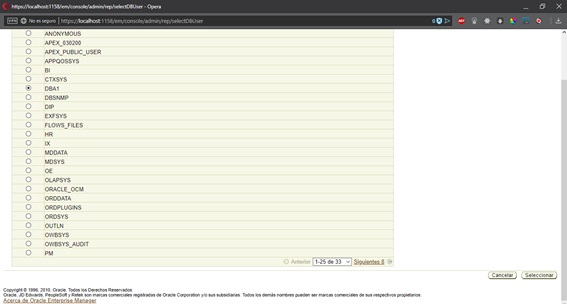 https://localhost:1158/em/console/admin/rep/selectDBUser - Opera
VPN No es seguro https://localhost:1158/em/console/admin/rep/selectDBUser 0
ANONYMOUS
APEX_030200
APEX_PUBLIC_USER
APPQOSSYS
BI
CTXSYS
DBA1
DBSNMP
DIP
EXFSYS
FLOWS_FILES
HR
IX
MDDATA
MDSYS
OE
OLAPSYS
ORACLE_OCM
ORDDATA
ORDPLUGINS
ORDSYS
OUTLN
OWBSYS
OWBSYS_AUDIT
PM
Anterior 1-25 de 33 Siguientes 8
Cancelar Seleccionar
Copyright © 1996, 2010. Oracle. Todos los Derechos Reservados.
Oracle, JD Edwards, PeopleSoft y Retek son marcas comerciales registradas de Oracle Corporation y/o sus subsidiarias. Todos los demás nombres pueden ser marcas comerciales de sus respectivos propietarios.
Acerca de Oracle Enterprise Manager